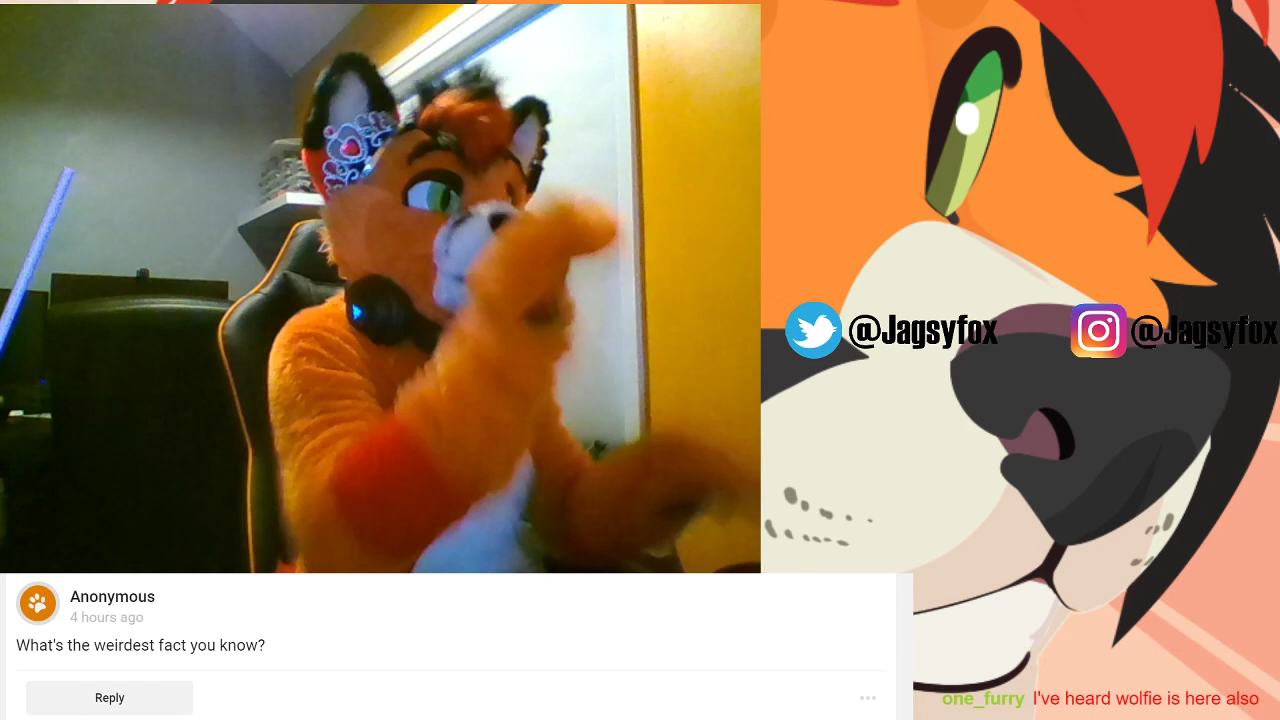 @Jagsyfox
@Jagsyfox
Anonymous
4 hours ago
What's the weirdest fact you know?
Reply
one_furry I've heard wolfie is here also